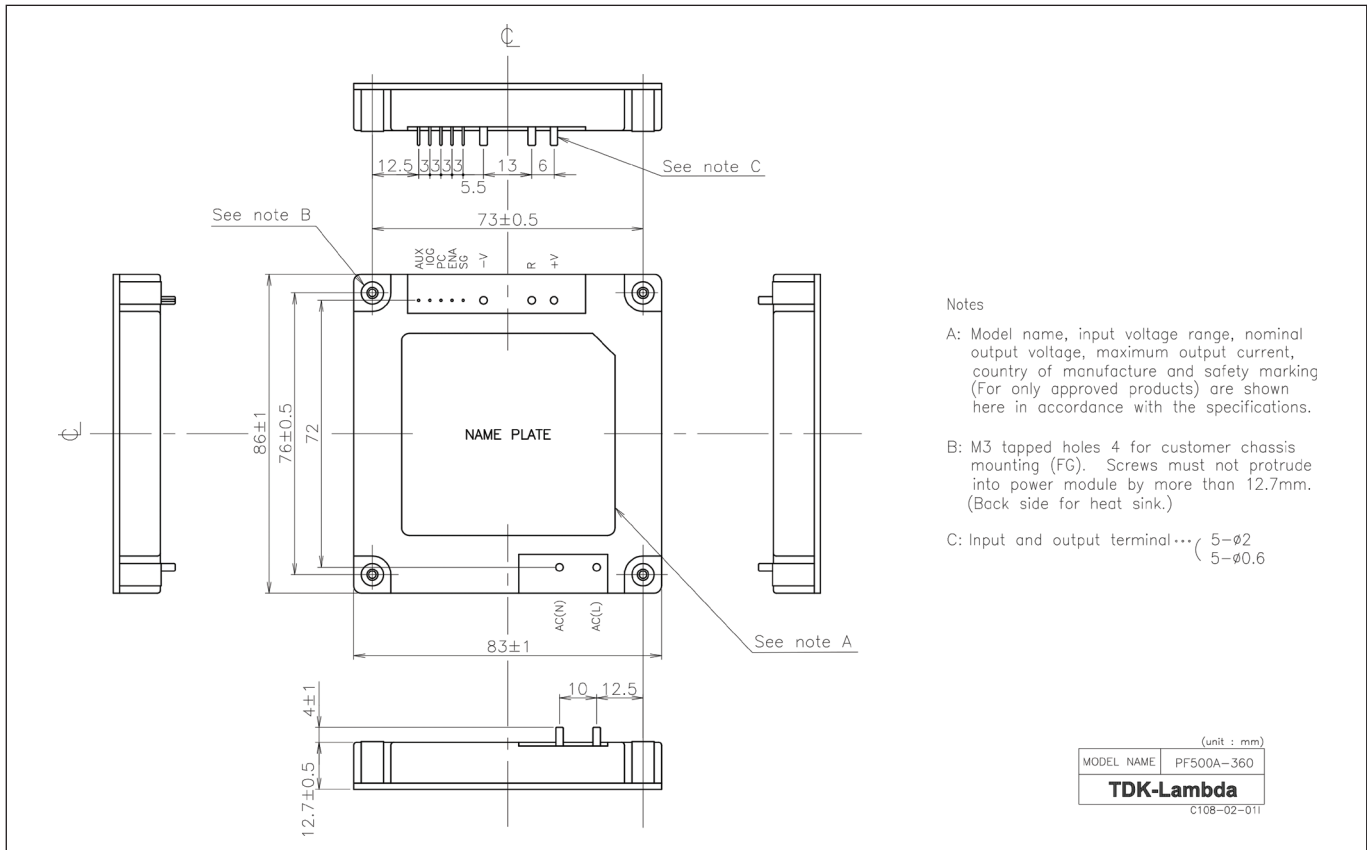 ℄
12.5
3
3
3
3
5.5
13
6
See note C
See note B
73±0.5
AUX
IOG
PC
ENA
SG
-V
R
+V
℄
86±1
76±0.5
72
NAME PLATE
AC(N)
AC(L)
83±1
See note A
4±1
10
12.5
12.7±0.5
Notes
A: Model name, input voltage range, nominal
output voltage, maximum output current,
country of manufacture and safety marking
(For only approved products) are shown
here in accordance with the specifications.
B: M3 tapped holes 4 for customer chassis
mounting (FG). Screws must not protrude
into power module by more than 12.7mm.
(Back side for heat sink.)
C: Input and output terminal··· ( 5-ø2
5-ø0.6
(unit : mm)
MODEL NAME PF500A-360
TDK-Lambda
C108-02-01I